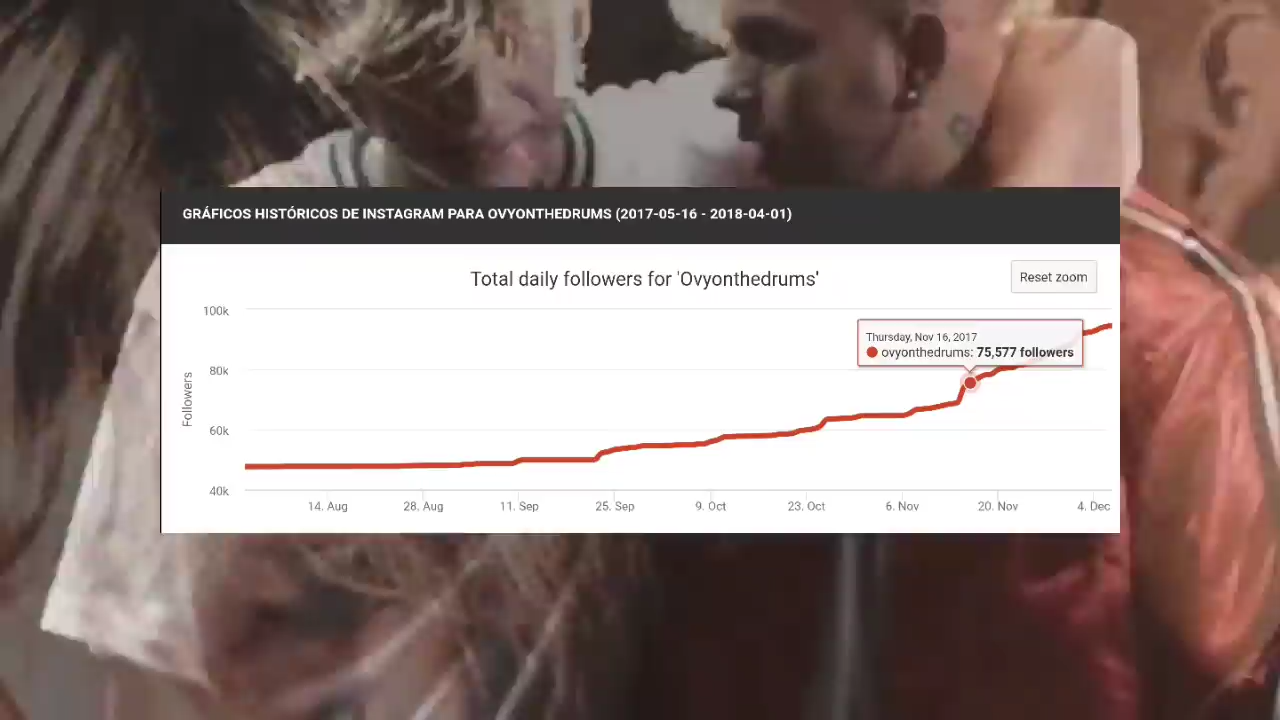 GRÁFICOS HISTÓRICOS DE INSTAGRAM PARA OVYONTHEDRUMS (2017-05-16 - 2018-04-01)
Total daily followers for 'Ovyonthedrums'
Reset zoom
100k
Thursday, Nov 16, 2017
ovyonthedrums: 75,577 followers
80k
Followers
60k
40k
14. Aug 28. Aug 11. Sep 25. Sep 9. Oct 23. Oct 6. Nov 20. Nov 4. Dec